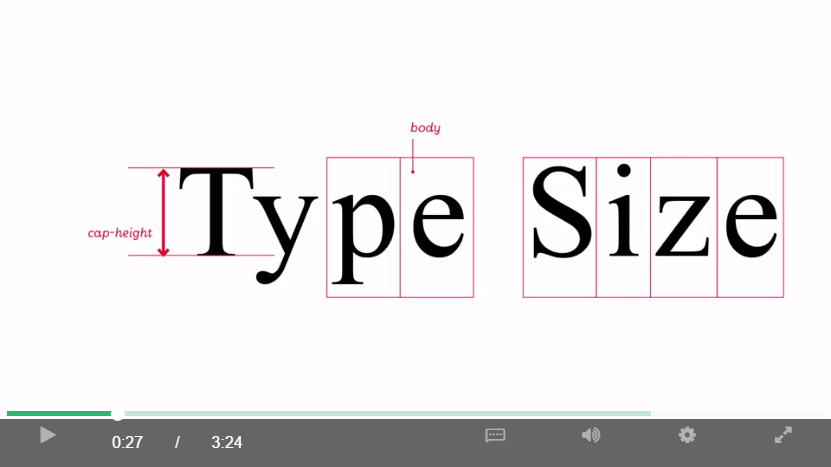 body
Type Size
cap-height
0:27 / 3:24